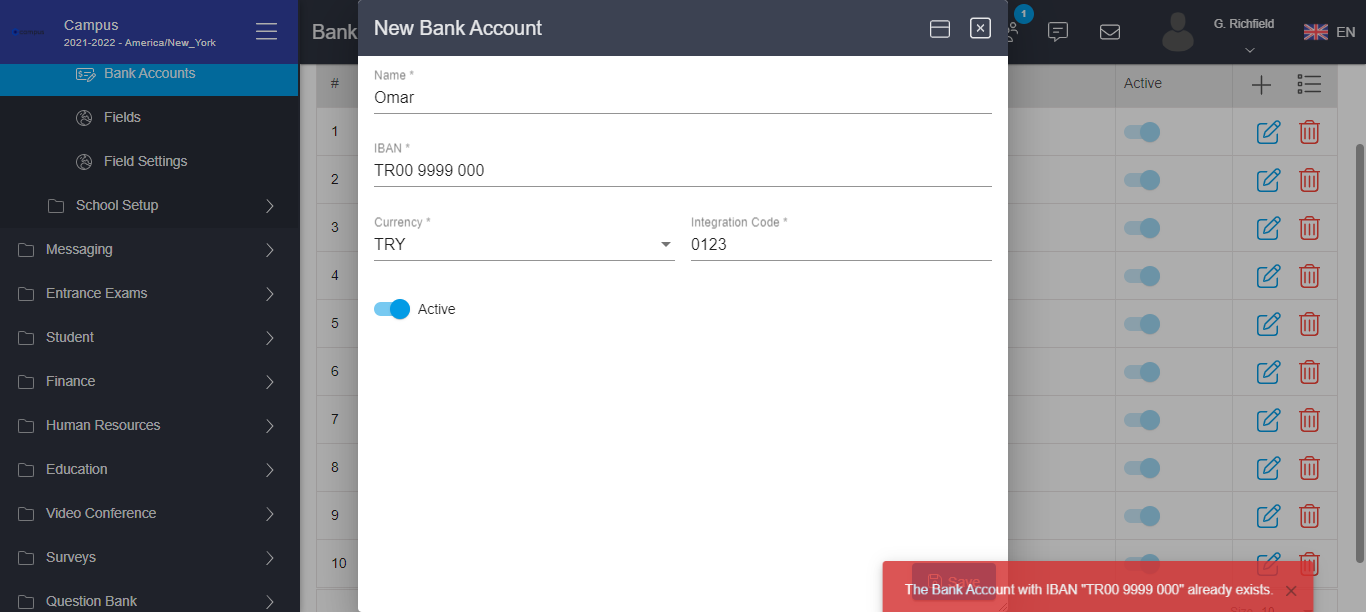 Campus
2021-2022 - America/New_York
Bank Accounts
Fields
Field Settings
School Setup
Messaging
Entrance Exams
Student
Finance
Human Resources
Education
Video Conference
Surveys
Question Bank
Bank
1
G. Richfield
EN
#
Active
1
2
3
4
5
6
7
8
9
10
New Bank Account
Name *
Omar
IBAN *
TR00 9999 000
Currency *
TRY
Integration Code *
0123
Active
Save
The Bank Account with IBAN "TR00 9999 000" already exists.